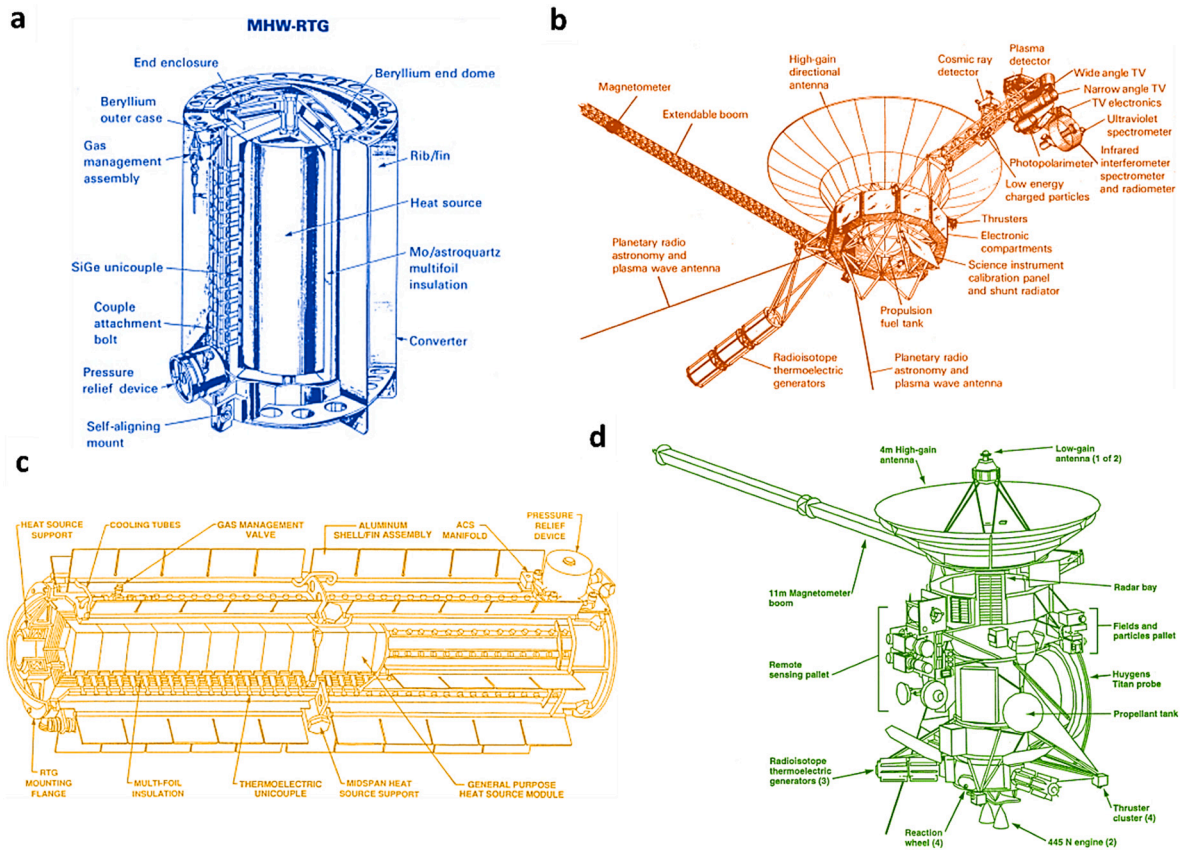 a
MHW-RTG
End enclosure
Beryllium end dome
Beryllium
outer case
Gas
management
assembly
Rib/fin
Heat source
SiGe unicouple
Mo/astroquartz
multifoil
insulation
Couple
attachment
bolt
Converter
Pressure
relief device
Self-aligning
mount
b
Magnetometer
Extendable boom
High-gain
directional
antenna
Cosmic ray
detector
Plasma
detector
Wide angle TV
Narrow angle TV
TV electronics
Ultraviolet
spectrometer
Infrared
interferometer
spectrometer
and radiometer
Photopolarimeter
Low energy
charged particles
Thrusters
Electronic
compartments
Science instrument
calibration panel
and shunt radiator
Planetary radio
astronomy and
plasma wave antenna
Propulsion
fuel tank
Radioisotope
thermoelectric
generators
Planetary radio
astronomy and
plasma wave antenna
c
HEAT SOURCE
SUPPORT
COOLING TUBES
GAS MANAGEMENT
VALVE
ALUMINUM
SHELL/FIN ASSEMBLY
ACS
MANIFOLD
PRESSURE
RELIEF
DEVICE
RTG
MOUNTING
FLANGE
MULTI-FOIL
INSULATION
THERMOELECTRIC
UNICOUPLE
MIDSPAN HEAT
SOURCE SUPPORT
GENERAL PURPOSE
HEAT SOURCE MODULE
d
4m High-gain
antenna
Low-gain
antenna (1 of 2)
11m Magnetometer
boom
Radar bay
Fields and
particles pallet
Remote
sensing pallet
Huygens
Titan probe
Propellant tank
Radioisotope
thermoelectric
generators (3)
Thruster
cluster (4)
Reaction
wheel (4)
445 N engine (2)